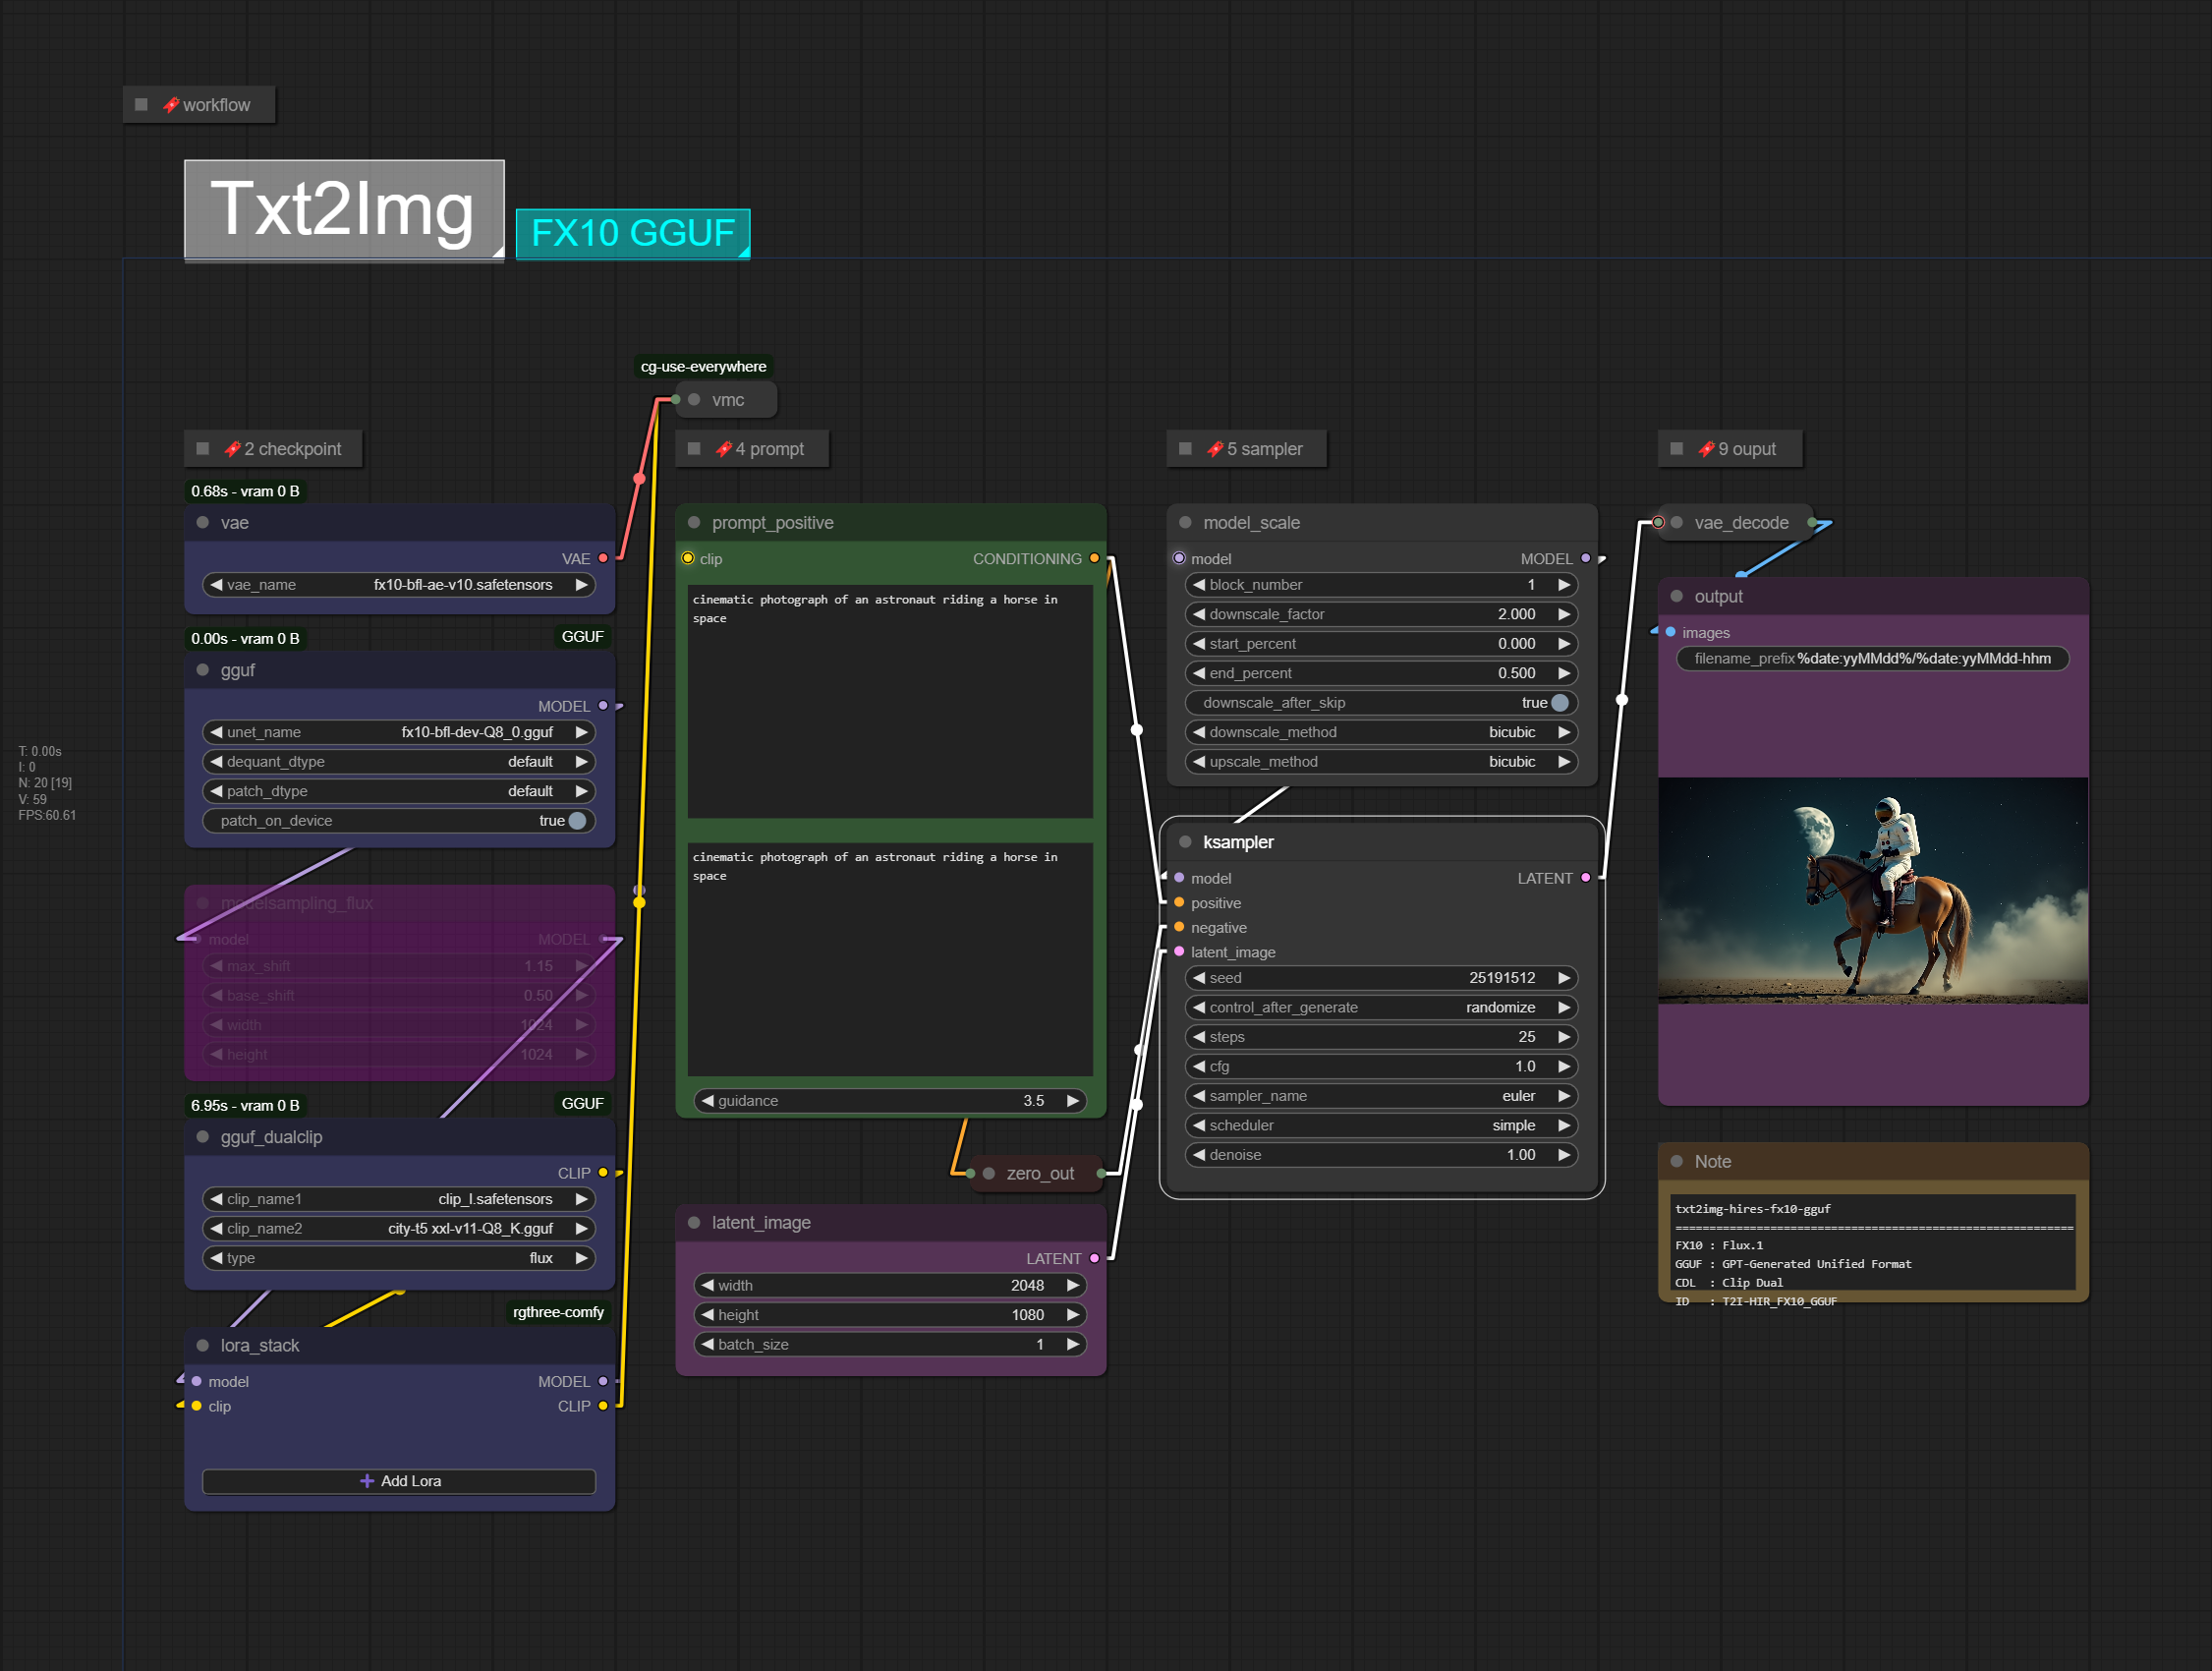 workflow
Txt2Img
FX10 GGUF
cg-use-everywhere
vmc
2 checkpoint
4 prompt
5 sampler
9 ouput
0.68s - vram 0 B
vae
VAE
vae_name fx10-bfl-ae-v10.safetensors
0.00s - vram 0 B
GGUF
gguf
MODEL
unet_name fx10-bfl-dev-Q8_0.gguf
dequant_dtype default
patch_dtype default
patch_on_device true
T: 0.00s
I: 0
N: 20 [19]
V: 59
FPS:60.61
modelsampling_flux
model MODEL
max_shift 1.15
base_shift 0.50
width 1024
height 1024
6.95s - vram 0 B
GGUF
gguf_dualclip
CLIP
clip_name1 clip_l.safetensors
clip_name2 city-t5 xxl-v11-Q8_K.gguf
type flux
rgthree-comfy
lora_stack
model MODEL
clip CLIP
Add Lora
prompt_positive
clip CONDITIONING
cinematic photograph of an astronaut riding a horse in
space
cinematic photograph of an astronaut riding a horse in
space
guidance 3.5
zero_out
latent_image
LATENT
width 2048
height 1080
batch_size 1
model_scale
model MODEL
block_number 1
downscale_factor 2.000
start_percent 0.000
end_percent 0.500
downscale_after_skip true
downscale_method bicubic
upscale_method bicubic
ksampler
model LATENT
positive
negative
latent_image
seed 25191512
control_after_generate randomize
steps 25
cfg 1.0
sampler_name euler
scheduler simple
denoise 1.00
vae_decode
output
images
filename_prefix %date:yyMMdd%/%date:yyMMdd-hhm
Note
txt2img-hires-fx10-gguf
===========================================================
FX10 : Flux.1
GGUF : GPT-Generated Unified Format
CDL : Clip Dual
ID : T2I-HIR_FX10_GGUF